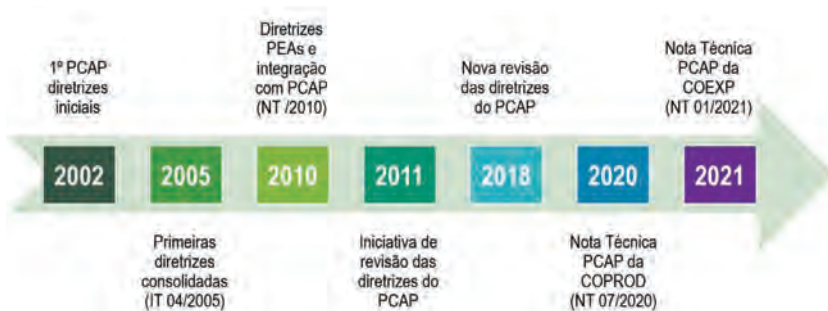 1º PCAP
diretrizes
iniciais
Diretrizes
PEAs e
integração
com PCAP
(NT /2010)
Nova revisão
das diretrizes
do PCAP
Nota Técnica
PCAP da
COEXP
(NT 01/2021)
2002
2005
2010
2011
2018
2020
2021
Primeiras
diretrizes
consolidadas
(IT 04/2005)
Iniciativa de
revisão das
diretrizes do
PCAP
Nota Técnica
PCAP da
COPROD
(NT 07/2020)